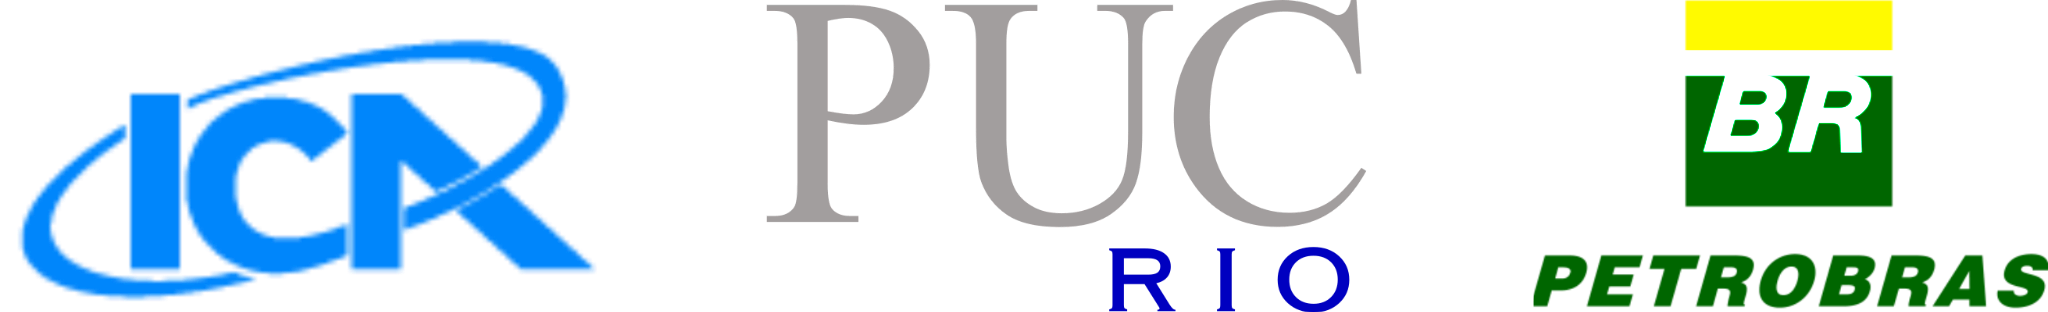 ICA
PUC
RIO
BR
PETROBRAS